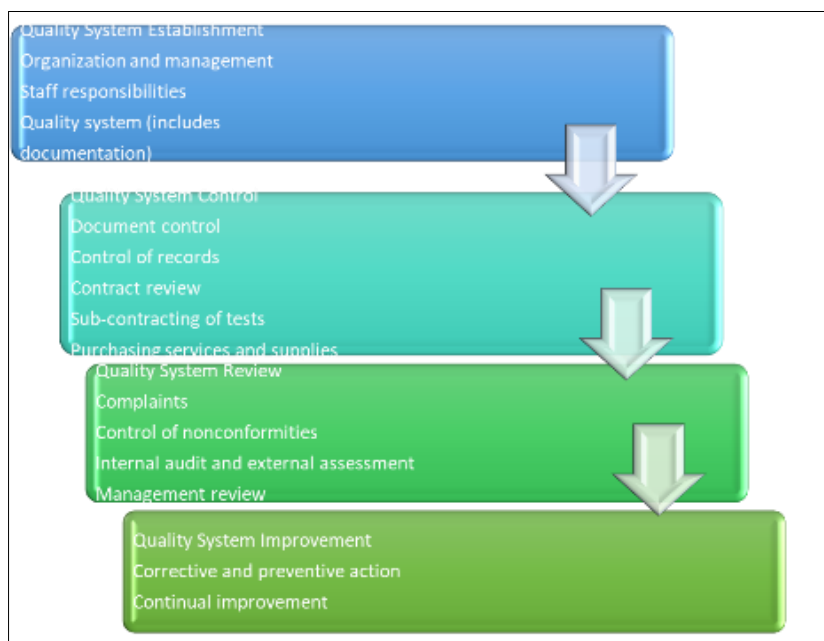 Quality System Establishment
Organization and management
Staff responsibilities
Quality system (includes
documentation)
Quality System Control
Document control
Control of records
Contract review
Sub-contracting of tests
Purchasing services and supplies
Quality System Review
Complaints
Control of nonconformities
Internal audit and external assessment
Management review
Quality System Improvement
Corrective and preventive action
Continual improvement